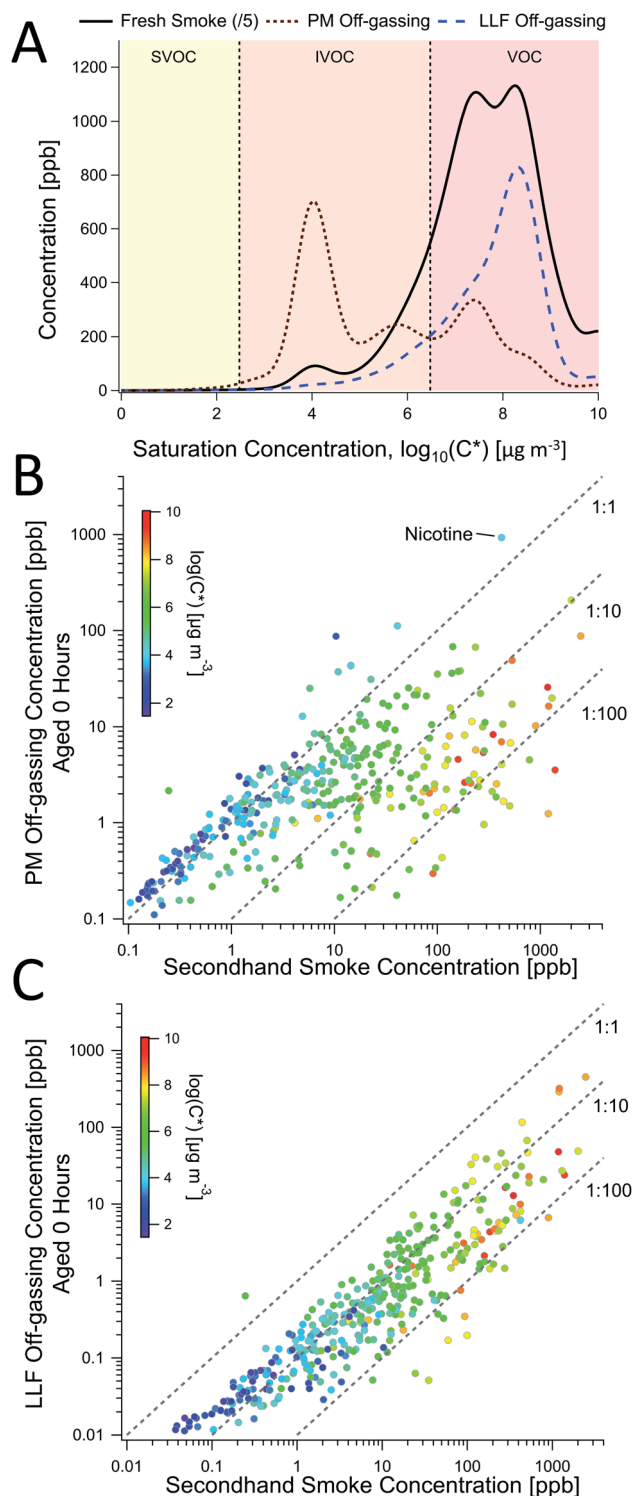 Fresh Smoke (/5) PM Off-gassing LLF Off-gassing
A
SVOC IVOC VOC
1200
1000
800
600
400
200
0
Concentration [ppb]
0 2 4 6 8 10
Saturation Concentration, log10(C*) [µg m-3]
B
1000
100
10
1
0.1
PM Off-gassing Concentration [ppb]
Aged 0 Hours
10
8
6
4
2
log(C*) [µg m-3]
Nicotine
1:1
1:10
1:100
0.1 1 10 100 1000
Secondhand Smoke Concentration [ppb]
C
1000
100
10
1
0.1
0.01
LLF Off-gassing Concentration [ppb]
Aged 0 Hours
10
8
6
4
2
log(C*) [µg m-3]
1:1
1:10
1:100
0.01 0.1 1 10 100 1000
Secondhand Smoke Concentration [ppb]